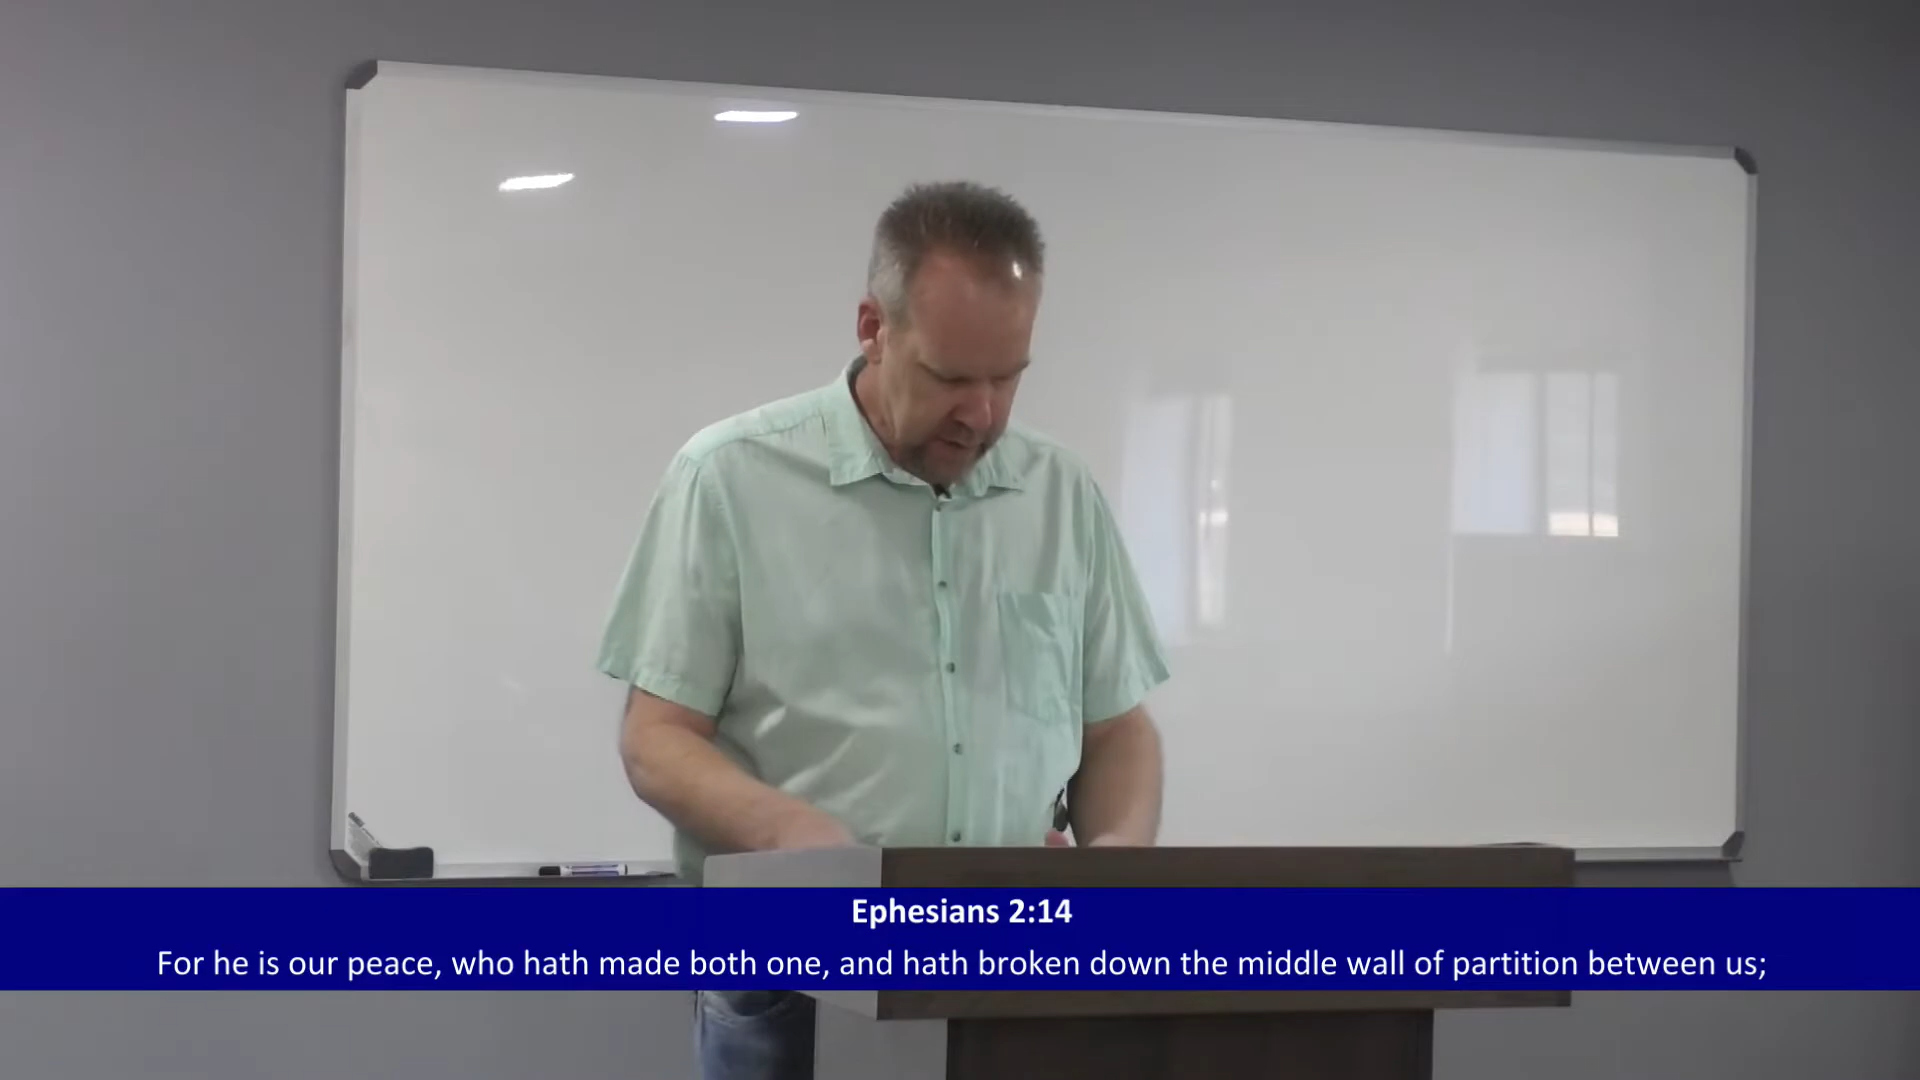 Ephesians 2:14
For he is our peace, who hath made both one, and hath broken down the middle wall of partition between us;